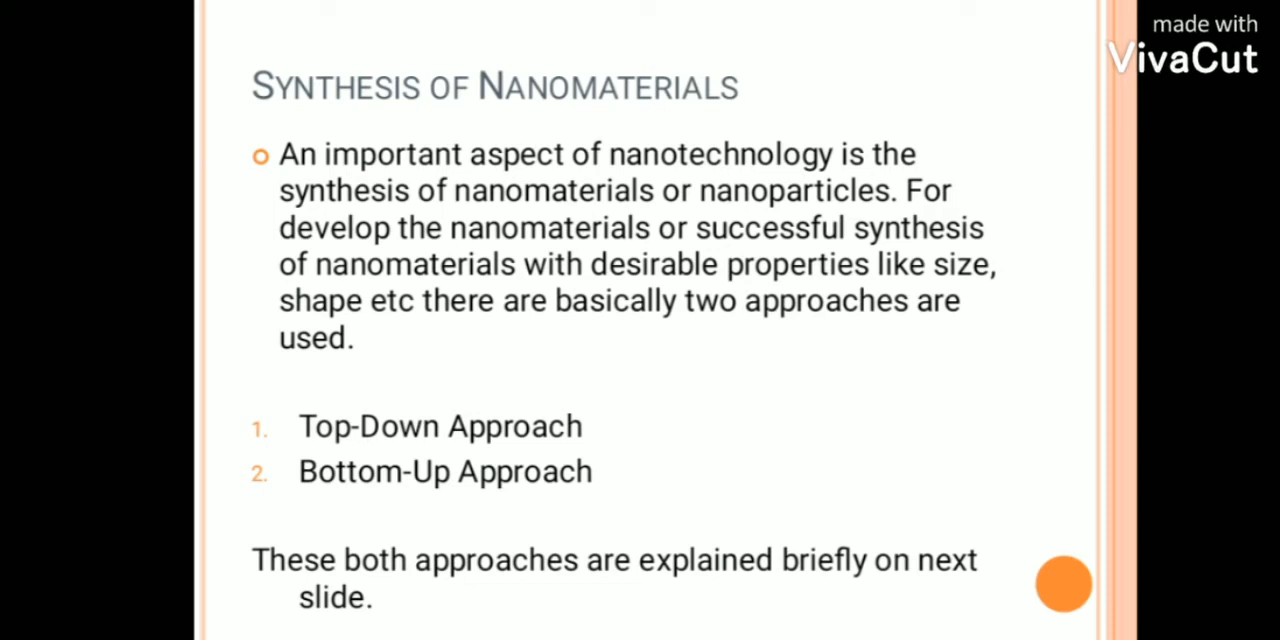 made with
VivaCut
SYNTHESIS OF NANOMATERIALS
An important aspect of nanotechnology is the
synthesis of nanomaterials or nanoparticles. For
develop the nanomaterials or successful synthesis
of nanomaterials with desirable properties like size,
shape etc there are basically two approaches are
used.
1. Top-Down Approach
2. Bottom-Up Approach
These both approaches are explained briefly on next
slide.